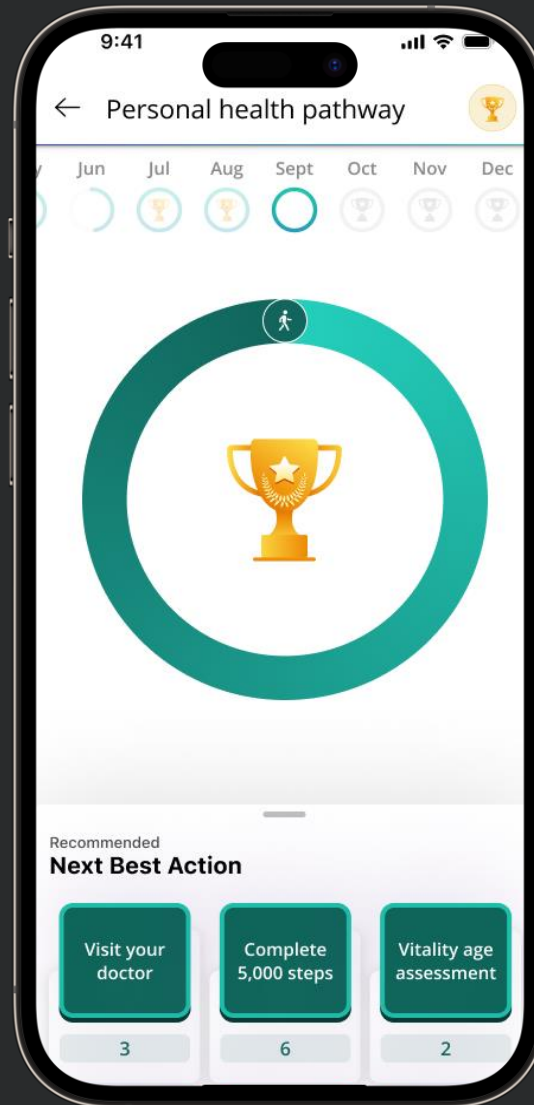 9:41
Personal health pathway
y Jun Jul Aug Sept Oct Nov Dec
Recommended
Next Best Action
Visit your
doctor
Complete
5,000 steps
Vitality age
assessment
3 6 2